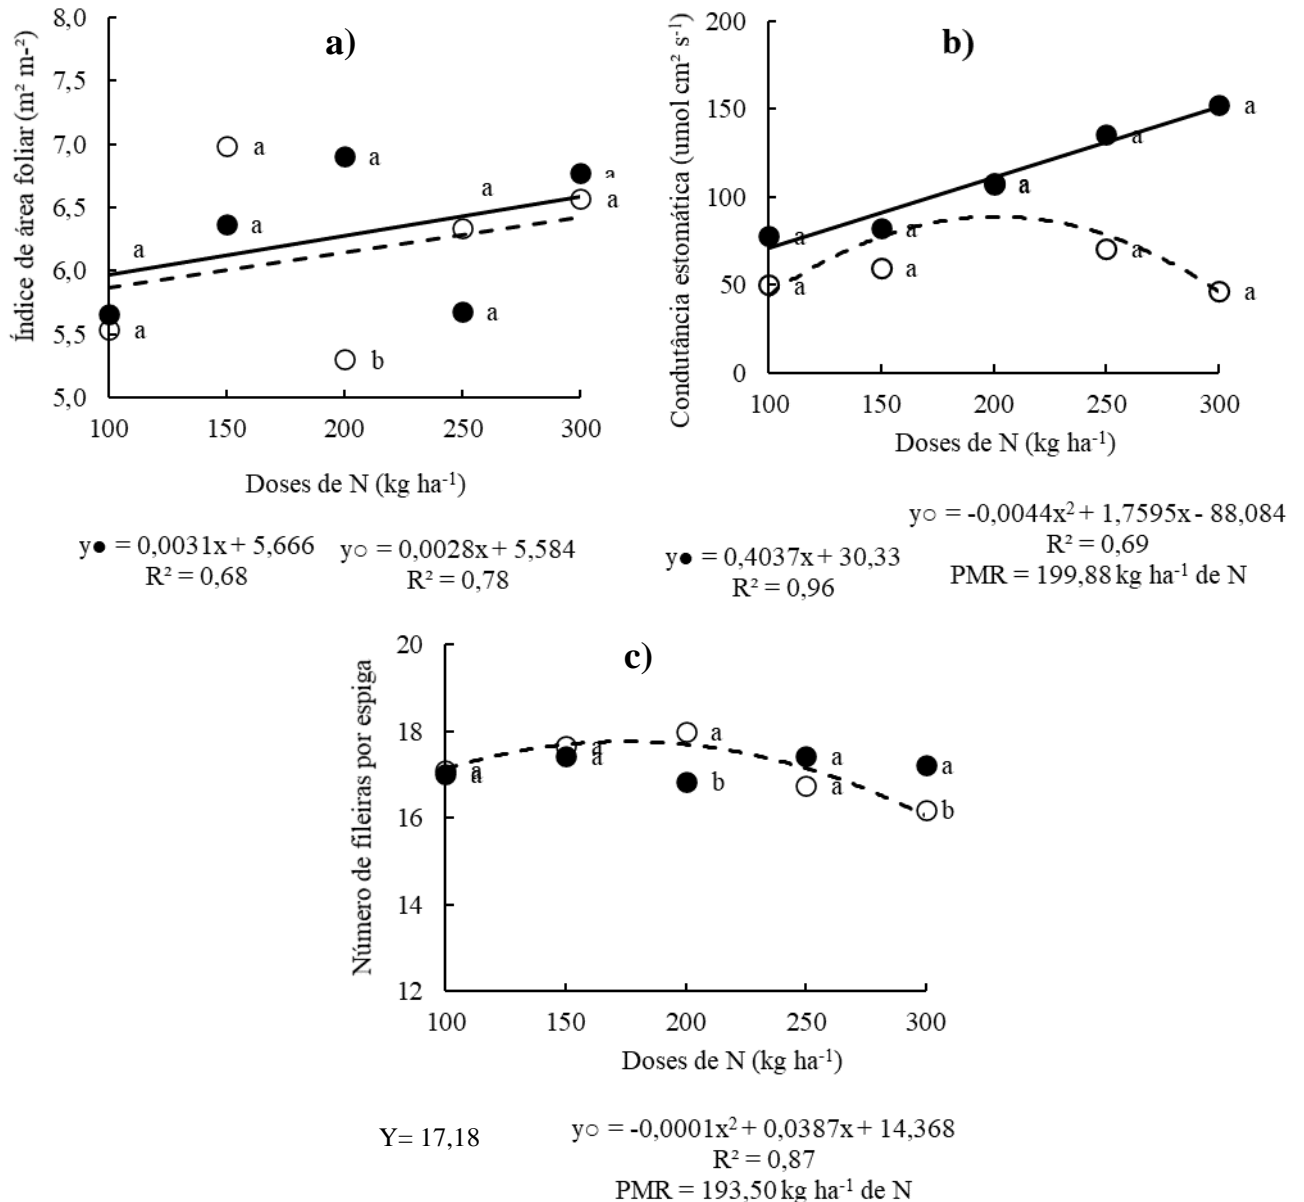 a)
Índice de área foliar (m² m-²)
8,0
7,5
7,0
6,5
6,0
5,5
5,0
a
a
a
a
a
a
a
a
a
b
a
100 150 200 250 300
Doses de N (kg ha⁻¹)
y● = 0,0031x + 5,666
R² = 0,68
y○ = 0,0028x + 5,584
R² = 0,78
b)
Condutância estomática (umol cm² s⁻¹)
200
150
100
50
0
a
a
a
a
a
a
a
a
a
a
100 150 200 250 300
Doses de N (kg ha⁻¹)
y● = 0,4037x + 30,33
R² = 0,96
y○ = -0,0044x² + 1,7595x - 88,084
R² = 0,69
PMR = 199,88 kg ha⁻¹ de N
c)
Número de fileiras por espiga
20
18
16
14
12
a
a
a
a
a
b
a
a
a
b
100 150 200 250 300
Doses de N (kg ha⁻¹)
Y= 17,18
y○ = -0,0001x² + 0,0387x + 14,368
R² = 0,87
PMR = 193,50 kg ha⁻¹ de N